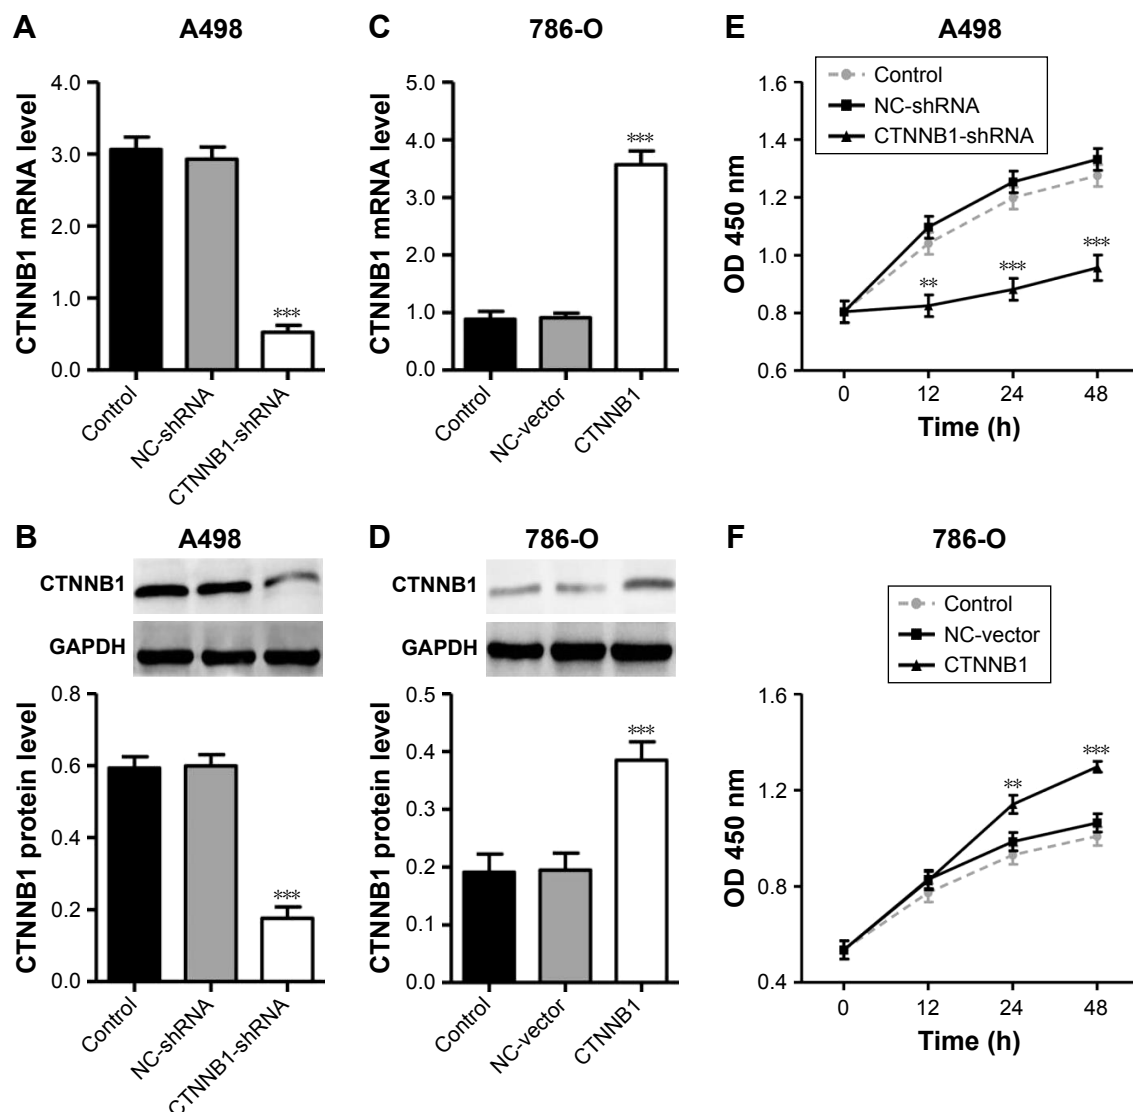 A
A498
CTNNB1 mRNA level
4.0
3.0
2.0
1.0
0.0
***
Control
NC-shRNA
CTNNB1-shRNA
C
786-O
CTNNB1 mRNA level
5.0
4.0
3.0
2.0
1.0
0.0
***
Control
NC-vector
CTNNB1
E
A498
Control
NC-shRNA
CTNNB1-shRNA
OD 450 nm
1.6
1.4
1.2
1.0
0.8
0.6
**
***
***
0
12
24
48
Time (h)
B
A498
CTNNB1
GAPDH
CTNNB1 protein level
0.8
0.6
0.4
0.2
0.0
***
Control
NC-shRNA
CTNNB1-shRNA
D
786-O
CTNNB1
GAPDH
CTNNB1 protein level
0.5
0.4
0.3
0.2
0.1
0.0
***
Control
NC-vector
CTNNB1
F
786-O
Control
NC-vector
CTNNB1
OD 450 nm
1.6
1.2
0.8
0.4
**
***
0
12
24
48
Time (h)